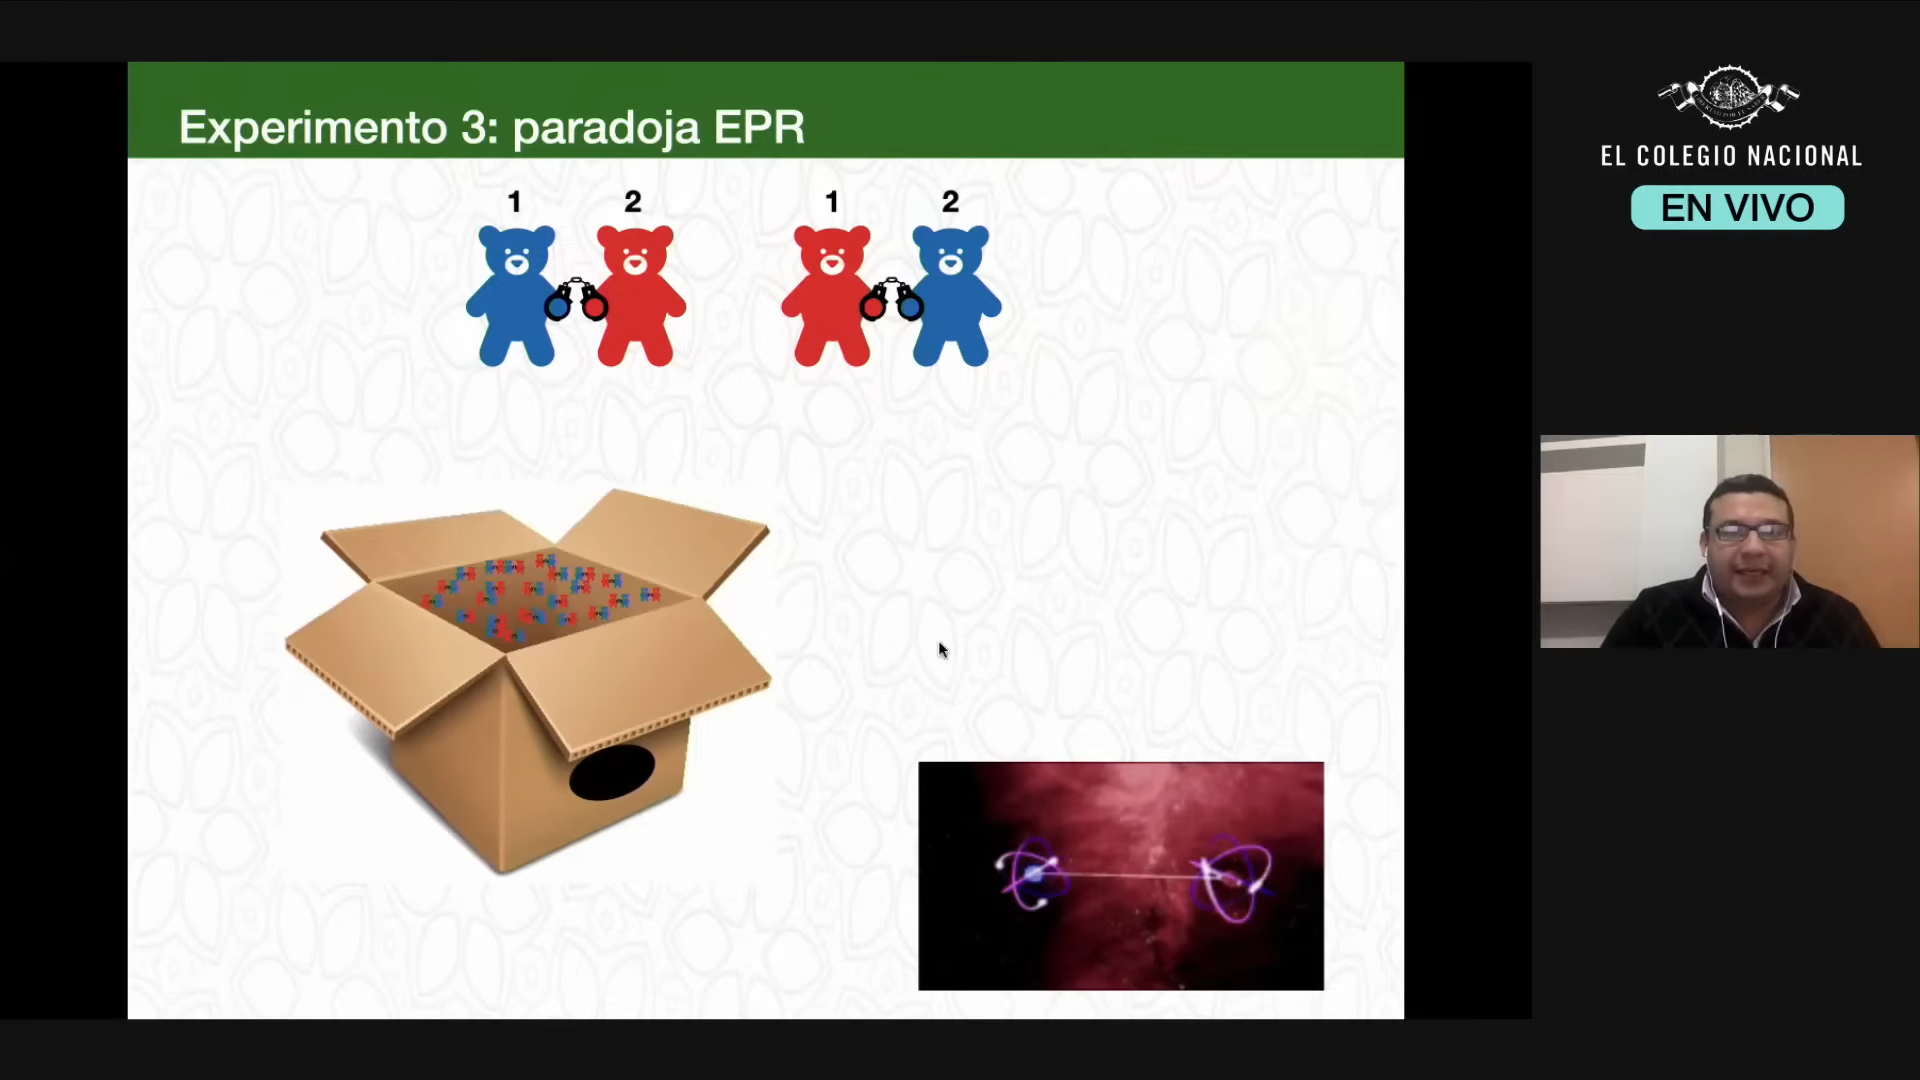 Experimento 3: paradoja EPR
1 2 1 2
EL COLEGIO NACIONAL
EN VIVO